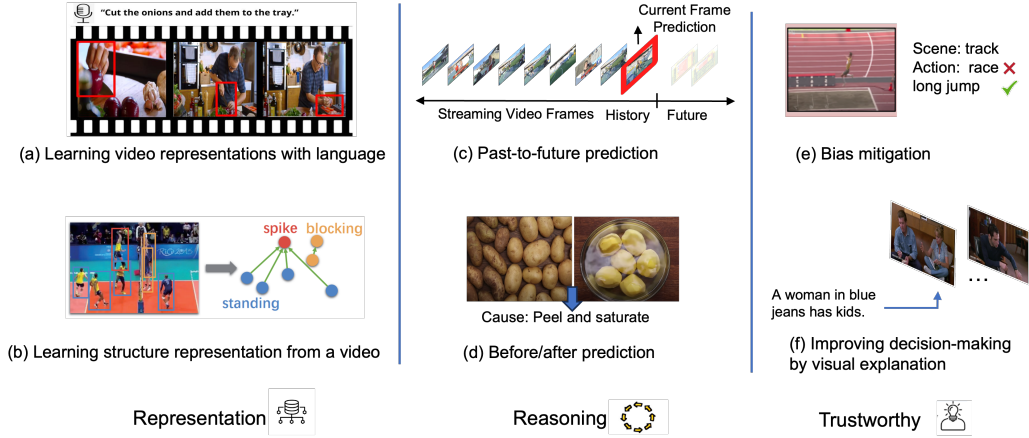 "Cut the onions and add them to the tray."
(a) Learning video representations with language
spike
blocking
standing
(b) Learning structure representation from a video
Representation
Current Frame
Prediction
Streaming Video Frames
History
Future
(c) Past-to-future prediction
Cause: Peel and saturate
(d) Before/after prediction
Reasoning
Scene: track
Action: race
long jump
(e) Bias mitigation
A woman in blue
jeans has kids.
...
(f) Improving decision-making
by visual explanation
Trustworthy